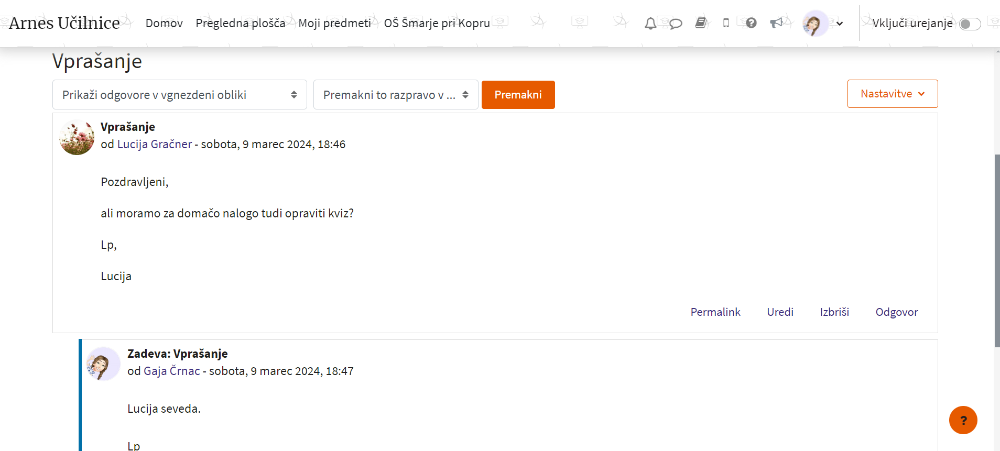 Arnes Učilnice Domov Pregledna plošča Moji predmeti OŠ Šmarje pri Kopru Vključi urejanje
Vprašanje
Prikaži odgovore v vgnezdeni obliki Premakni to razpravo v ... Premakni Nastavitve
Vprašanje
od Lucija Gračner - sobota, 9 marec 2024, 18:46
Pozdravljeni,
ali moramo za domačo nalogo tudi opraviti kviz?
Lp,
Lucija
Permalink Uredi Izbriši Odgovor
Zadeva: Vprašanje
od Gaja Črnac - sobota, 9 marec 2024, 18:47
Lucija seveda.
?
Lp